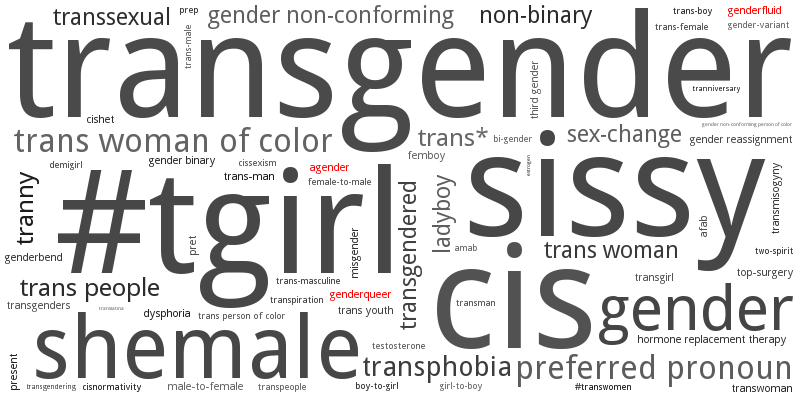 transsexual
prep
gender non-conforming
non-binary
trans-boy
genderfluid
trans-male
trans-female
gender-variant
transgender
third gender
tranniversary
cishet
gender non-conforming person of color
trans woman of color
trans*
bi-gender
sex-change
gender reassignment
demigirl
gender binary
cissexism
femboy
estrogen
agender
trans-man
female-to-male
tranny
#tgirl
transgendered
ladyboy
sissy
transmisogyny
afab
pret
misgender
genderbend
amab
trans woman
two-spirit
trans-masculine
cis
transgirl
top-surgery
trans people
transpiration
genderqueer
transman
gender
transgenders
translatina
dysphoria
trans person of color
trans youth
hormone replacement therapy
shemale
testosterone
transphobia
preferred pronoun
present
transgendering
cisnormativity
male-to-female
transpeople
boy-to-girl
girl-to-boy
#transwomen
transwoman